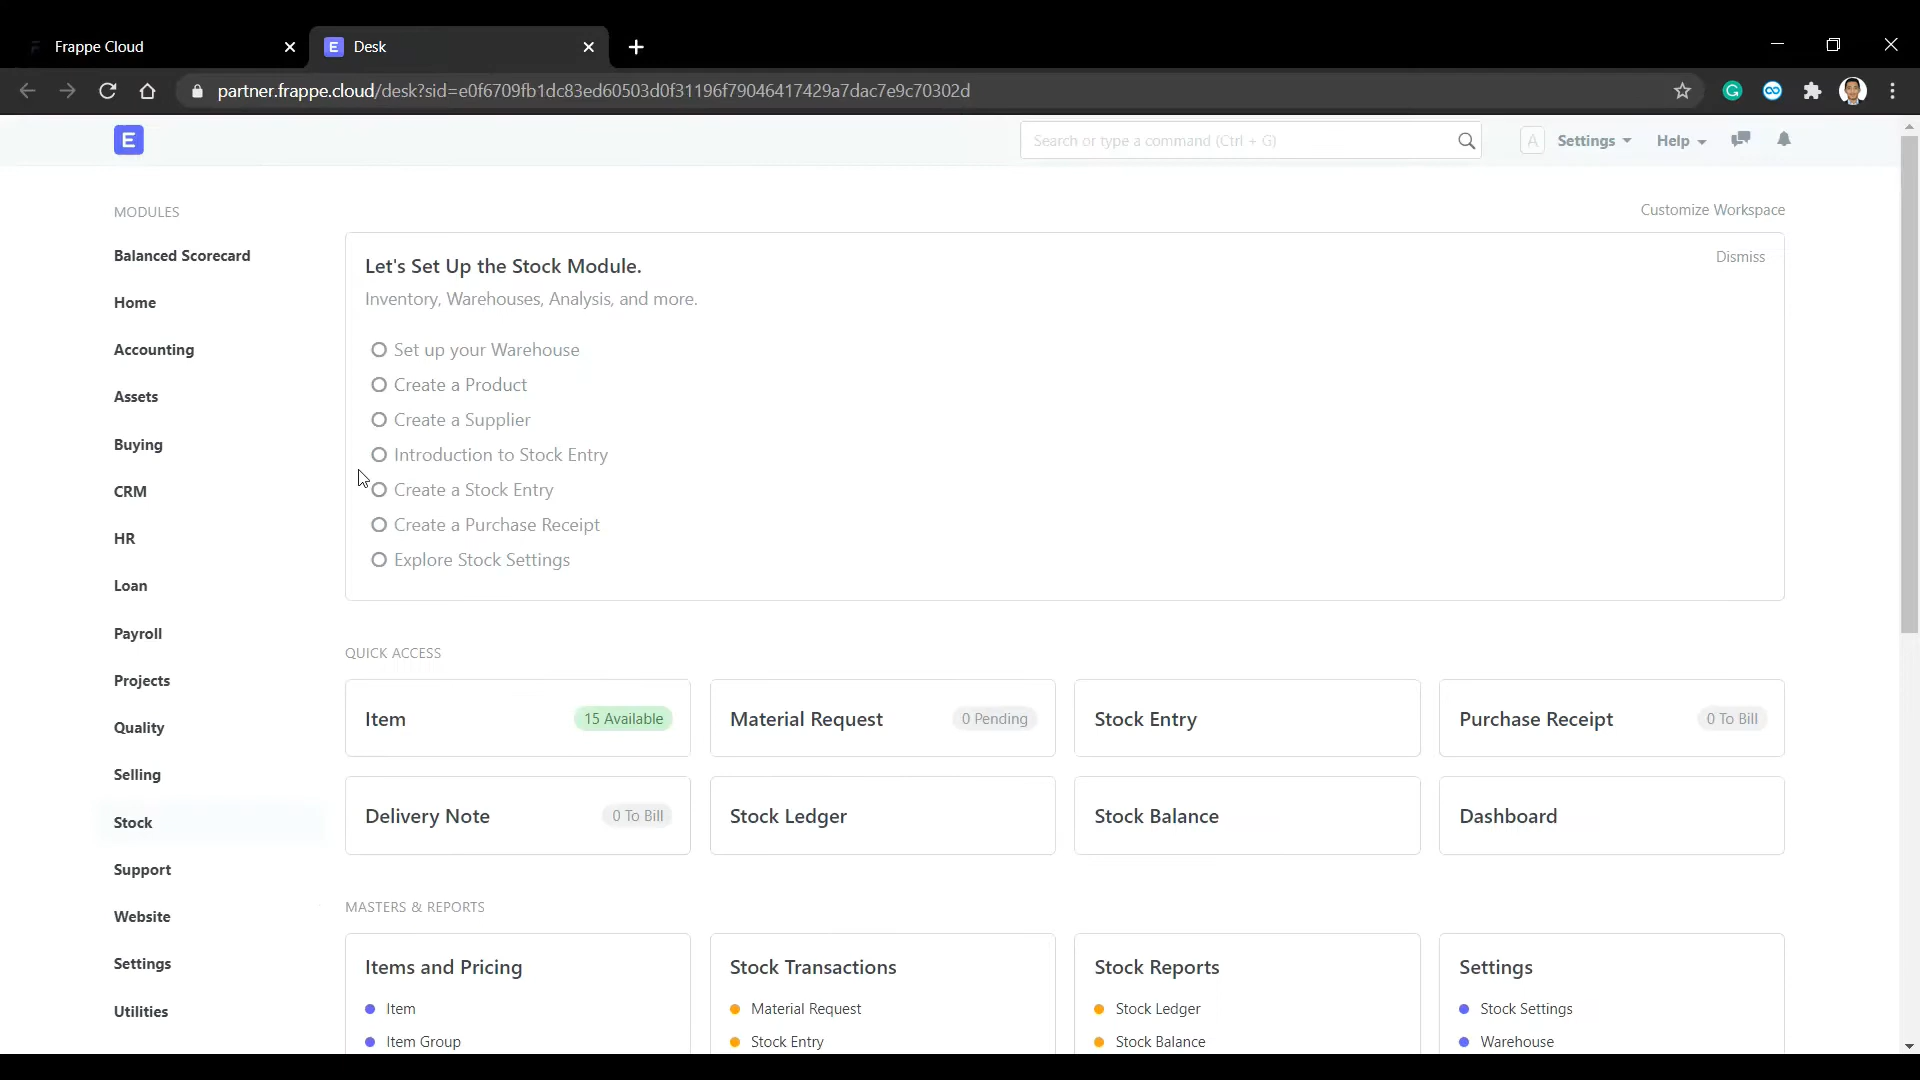 Frappe Cloud
E Desk
partner.frappe.cloud/desk?sid=e0f6709fb1dc83ed60503d0f31196f79046417429a7dac7e9c70302d
E
Search or type a command (Ctrl + G)
A Settings Help
MODULES
Customize Workspace
Balanced Scorecard
Home
Accounting
Assets
Buying
CRM
HR
Loan
Payroll
Projects
Quality
Selling
Stock
Support
Website
Settings
Utilities
Let's Set Up the Stock Module.
Dismiss
Inventory, Warehouses, Analysis, and more.
Set up your Warehouse
Create a Product
Create a Supplier
Introduction to Stock Entry
Create a Stock Entry
Create a Purchase Receipt
Explore Stock Settings
QUICK ACCESS
Item 15 Available
Material Request 0 Pending
Stock Entry
Purchase Receipt 0 To Bill
Delivery Note 0 To Bill
Stock Ledger
Stock Balance
Dashboard
MASTERS & REPORTS
Items and Pricing
Item
Item Group
Stock Transactions
Material Request
Stock Entry
Stock Reports
Stock Ledger
Stock Balance
Settings
Stock Settings
Warehouse